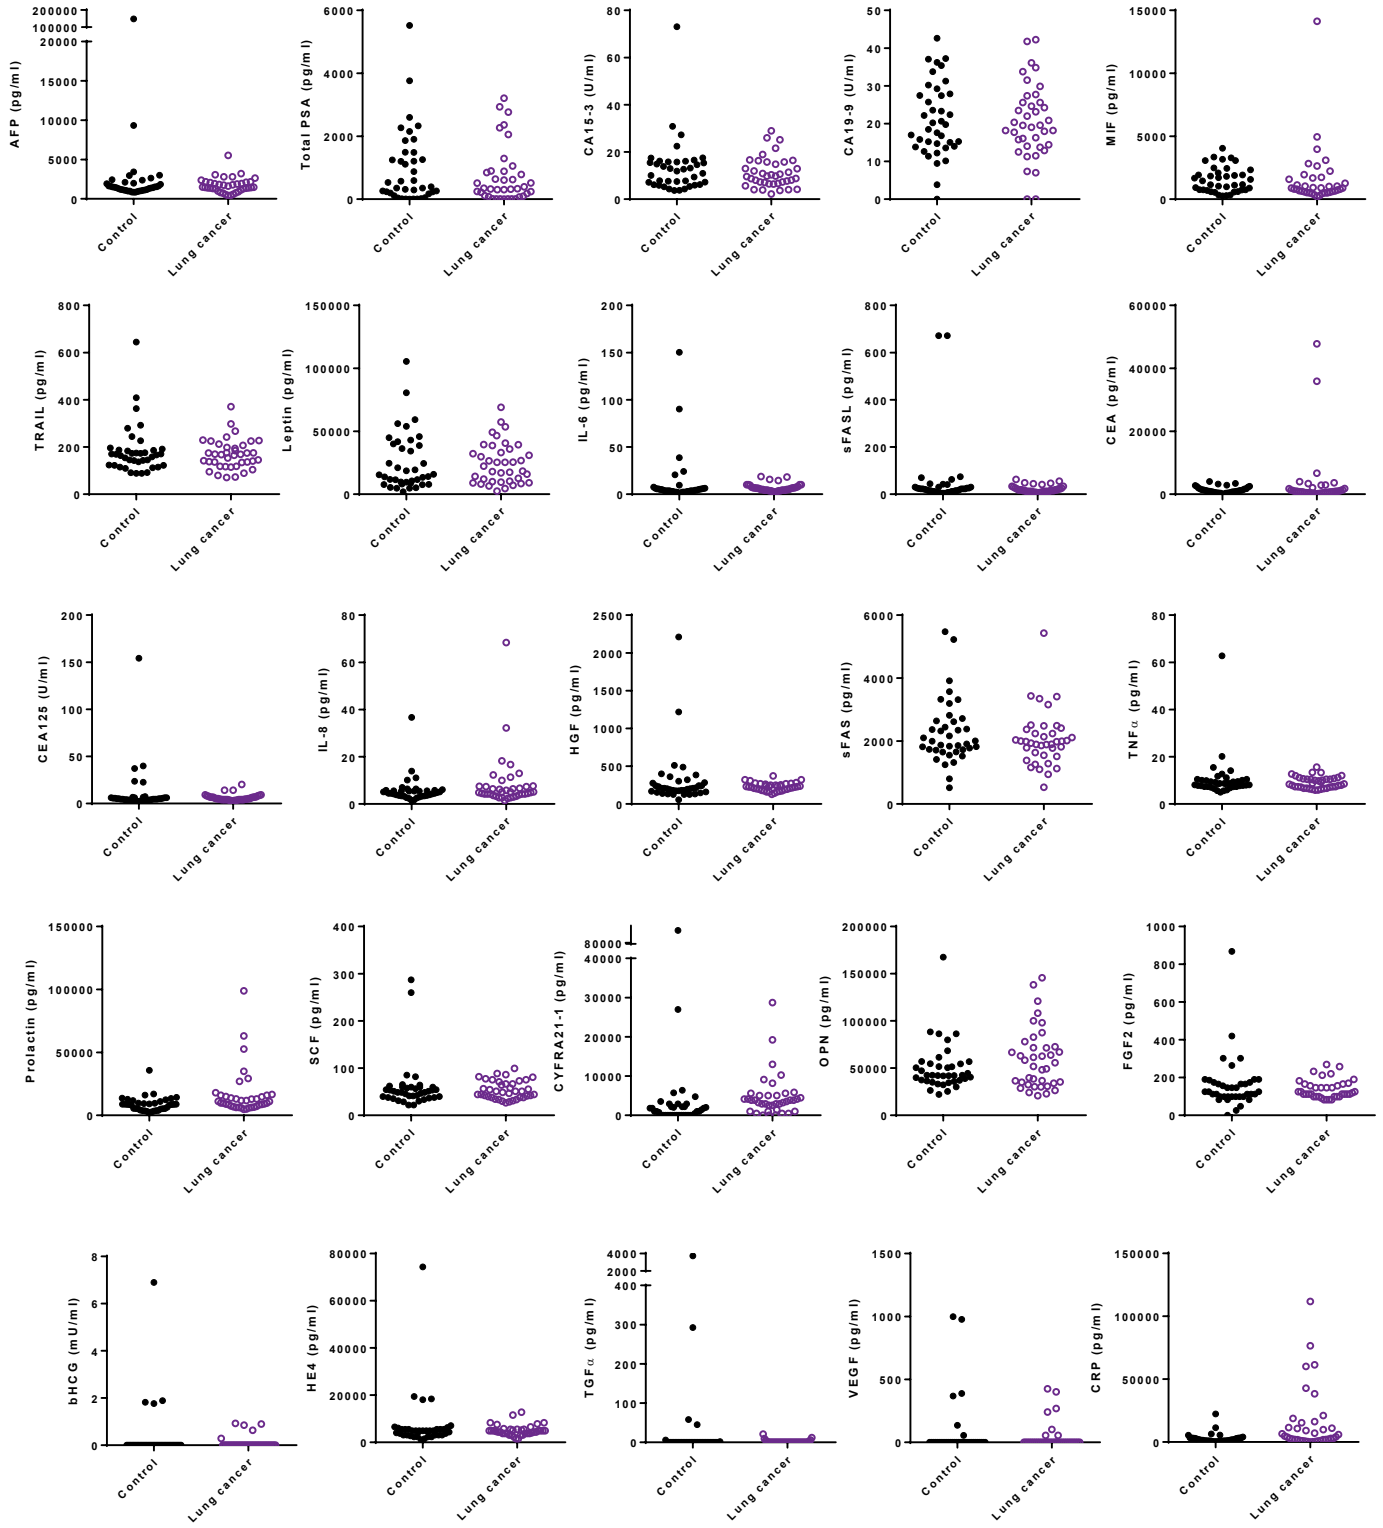 AFP (pg/ml)
200000
100000
20000
15000
10000
5000
0
Control
Lung cancer
Total PSA (pg/ml)
6000
4000
2000
0
Control
Lung cancer
CA15-3 (U/ml)
80
60
40
20
0
Control
Lung cancer
CA19-9 (U/ml)
50
40
30
20
10
0
Control
Lung cancer
MIF (pg/ml)
15000
10000
5000
0
Control
Lung cancer
TRAIL (pg/ml)
800
600
400
200
0
Control
Lung cancer
Leptin (pg/ml)
150000
100000
50000
0
Control
Lung cancer
IL-6 (pg/ml)
200
150
100
50
0
Control
Lung cancer
sFASL (pg/ml)
800
600
400
200
0
Control
Lung cancer
CEA (pg/ml)
60000
40000
20000
0
Control
Lung cancer
CEA125 (U/ml)
200
150
100
50
0
Control
Lung cancer
IL-8 (pg/ml)
80
60
40
20
0
Control
Lung cancer
HGF (pg/ml)
2500
2000
1500
1000
500
0
Control
Lung cancer
sFAS (pg/ml)
6000
4000
2000
0
Control
Lung cancer
TNFα (pg/ml)
80
60
40
20
0
Control
Lung cancer
Prolactin (pg/ml)
150000
100000
50000
0
Control
Lung cancer
SCF (pg/ml)
400
300
200
100
0
Control
Lung cancer
CYFRA21-1 (pg/ml)
80000
40000
30000
20000
10000
0
Control
Lung cancer
OPN (pg/ml)
200000
150000
100000
50000
0
Control
Lung cancer
FGF2 (pg/ml)
1000
800
600
400
200
0
Control
Lung cancer
bHCG (mU/ml)
8
6
4
2
0
Control
Lung cancer
HE4 (pg/ml)
80000
60000
40000
20000
0
Control
Lung cancer
TGFα (pg/ml)
4000
2000
400
300
200
100
0
Control
Lung cancer
VEGF (pg/ml)
1500
1000
500
0
Control
Lung cancer
CRP (pg/ml)
150000
100000
50000
0
Control
Lung cancer